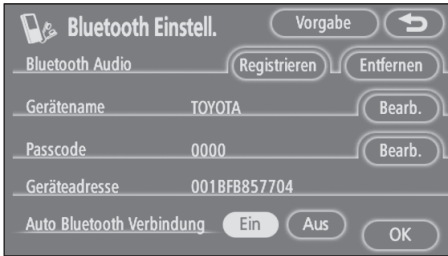 Bluetooth Einstell. Vorgabe
Bluetooth Audio Registrieren Entfernen
Gerätename TOYOTA Bearb.
Passcode 0000 Bearb.
Geräteadresse 001BFB857704
Auto Bluetooth Verbindung Ein Aus OK